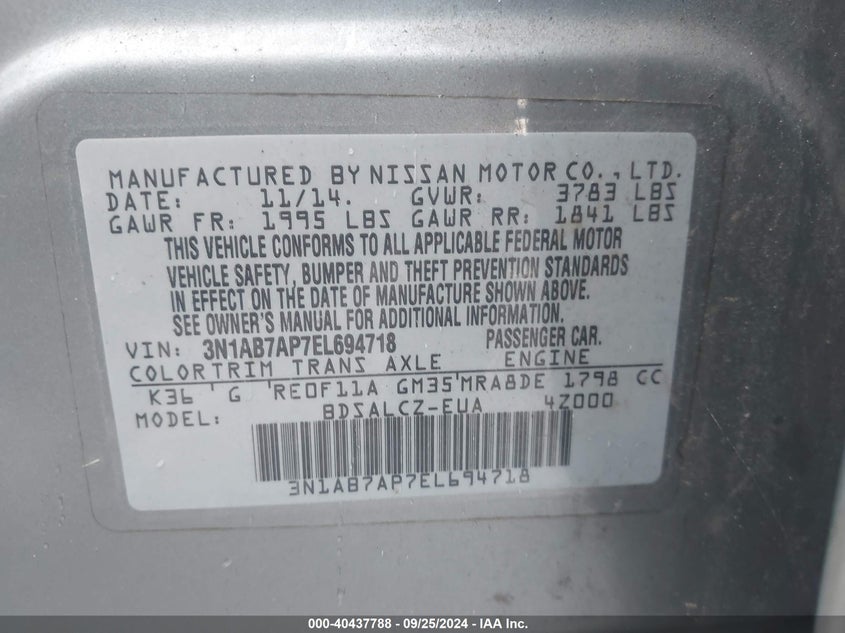 MANUFACTURED BY NISSAN MOTOR CO., LTD.
DATE: 11/14. GVWR: 3783 LBS
GAWR FR: 1995 LBS GAWR RR: 1841 LBS
THIS VEHICLE CONFORMS TO ALL APPLICABLE FEDERAL MOTOR
VEHICLE SAFETY, BUMPER AND THEFT PREVENTION STANDARDS
IN EFFECT ON THE DATE OF MANUFACTURE SHOWN ABOVE.
SEE OWNER'S MANUAL FOR ADDITIONAL INFORMATION.
VIN: 3N1AB7AP7EL694718 PASSENGER CAR.
COLORTRIM TRANS AXLE ENGINE
K36 'G 'RE0F11A GM35'MRA8DE 1798 CC
MODEL: BDSALCZ-EUA 4Z000
3N1AB7AP7EL694718
000-40437788 - 09/25/2024 - IAA Inc.